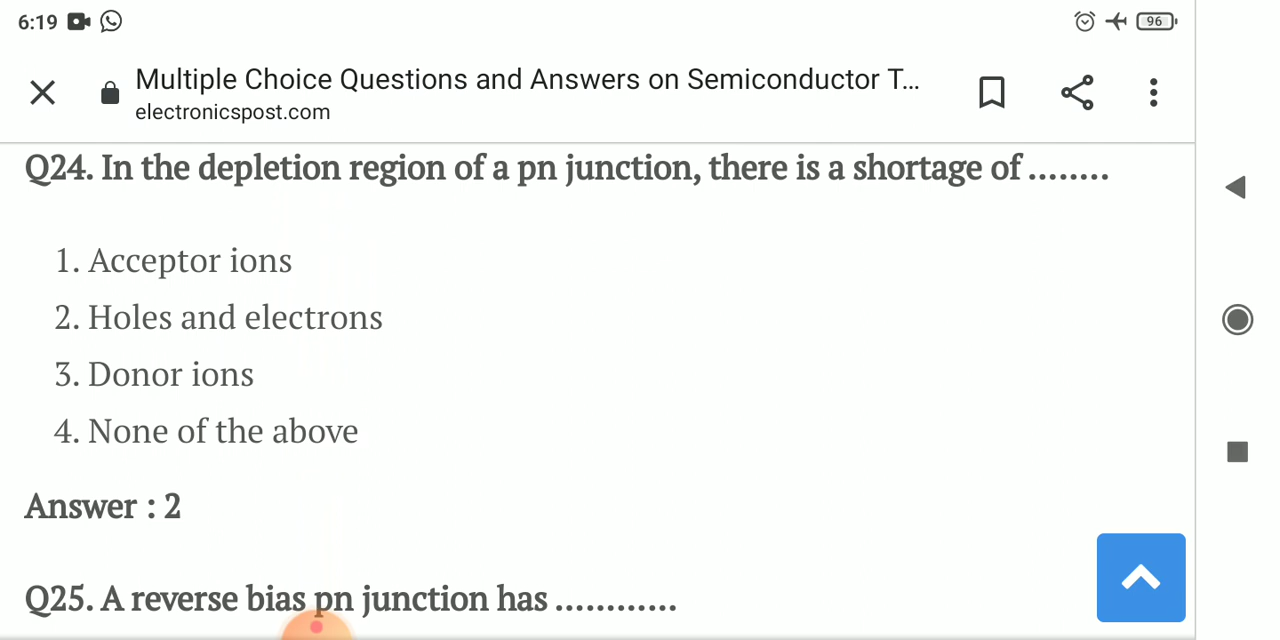 6:19
96
Multiple Choice Questions and Answers on Semiconductor T...
electronicspost.com
Q24. In the depletion region of a pn junction, there is a shortage of ........
1. Acceptor ions
2. Holes and electrons
3. Donor ions
4. None of the above
Answer : 2
Q25. A reverse bias pn junction has ............